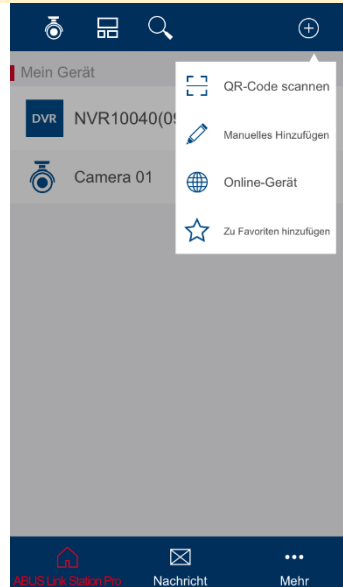 Mein Gerät
QR-Code scannen
DVR
NVR10040(09
Manuelles Hinzufügen
Camera 01
Online-Gerät
Zu Favoriten hinzufügen
ABUS Link Station Pro
Nachricht
Mehr